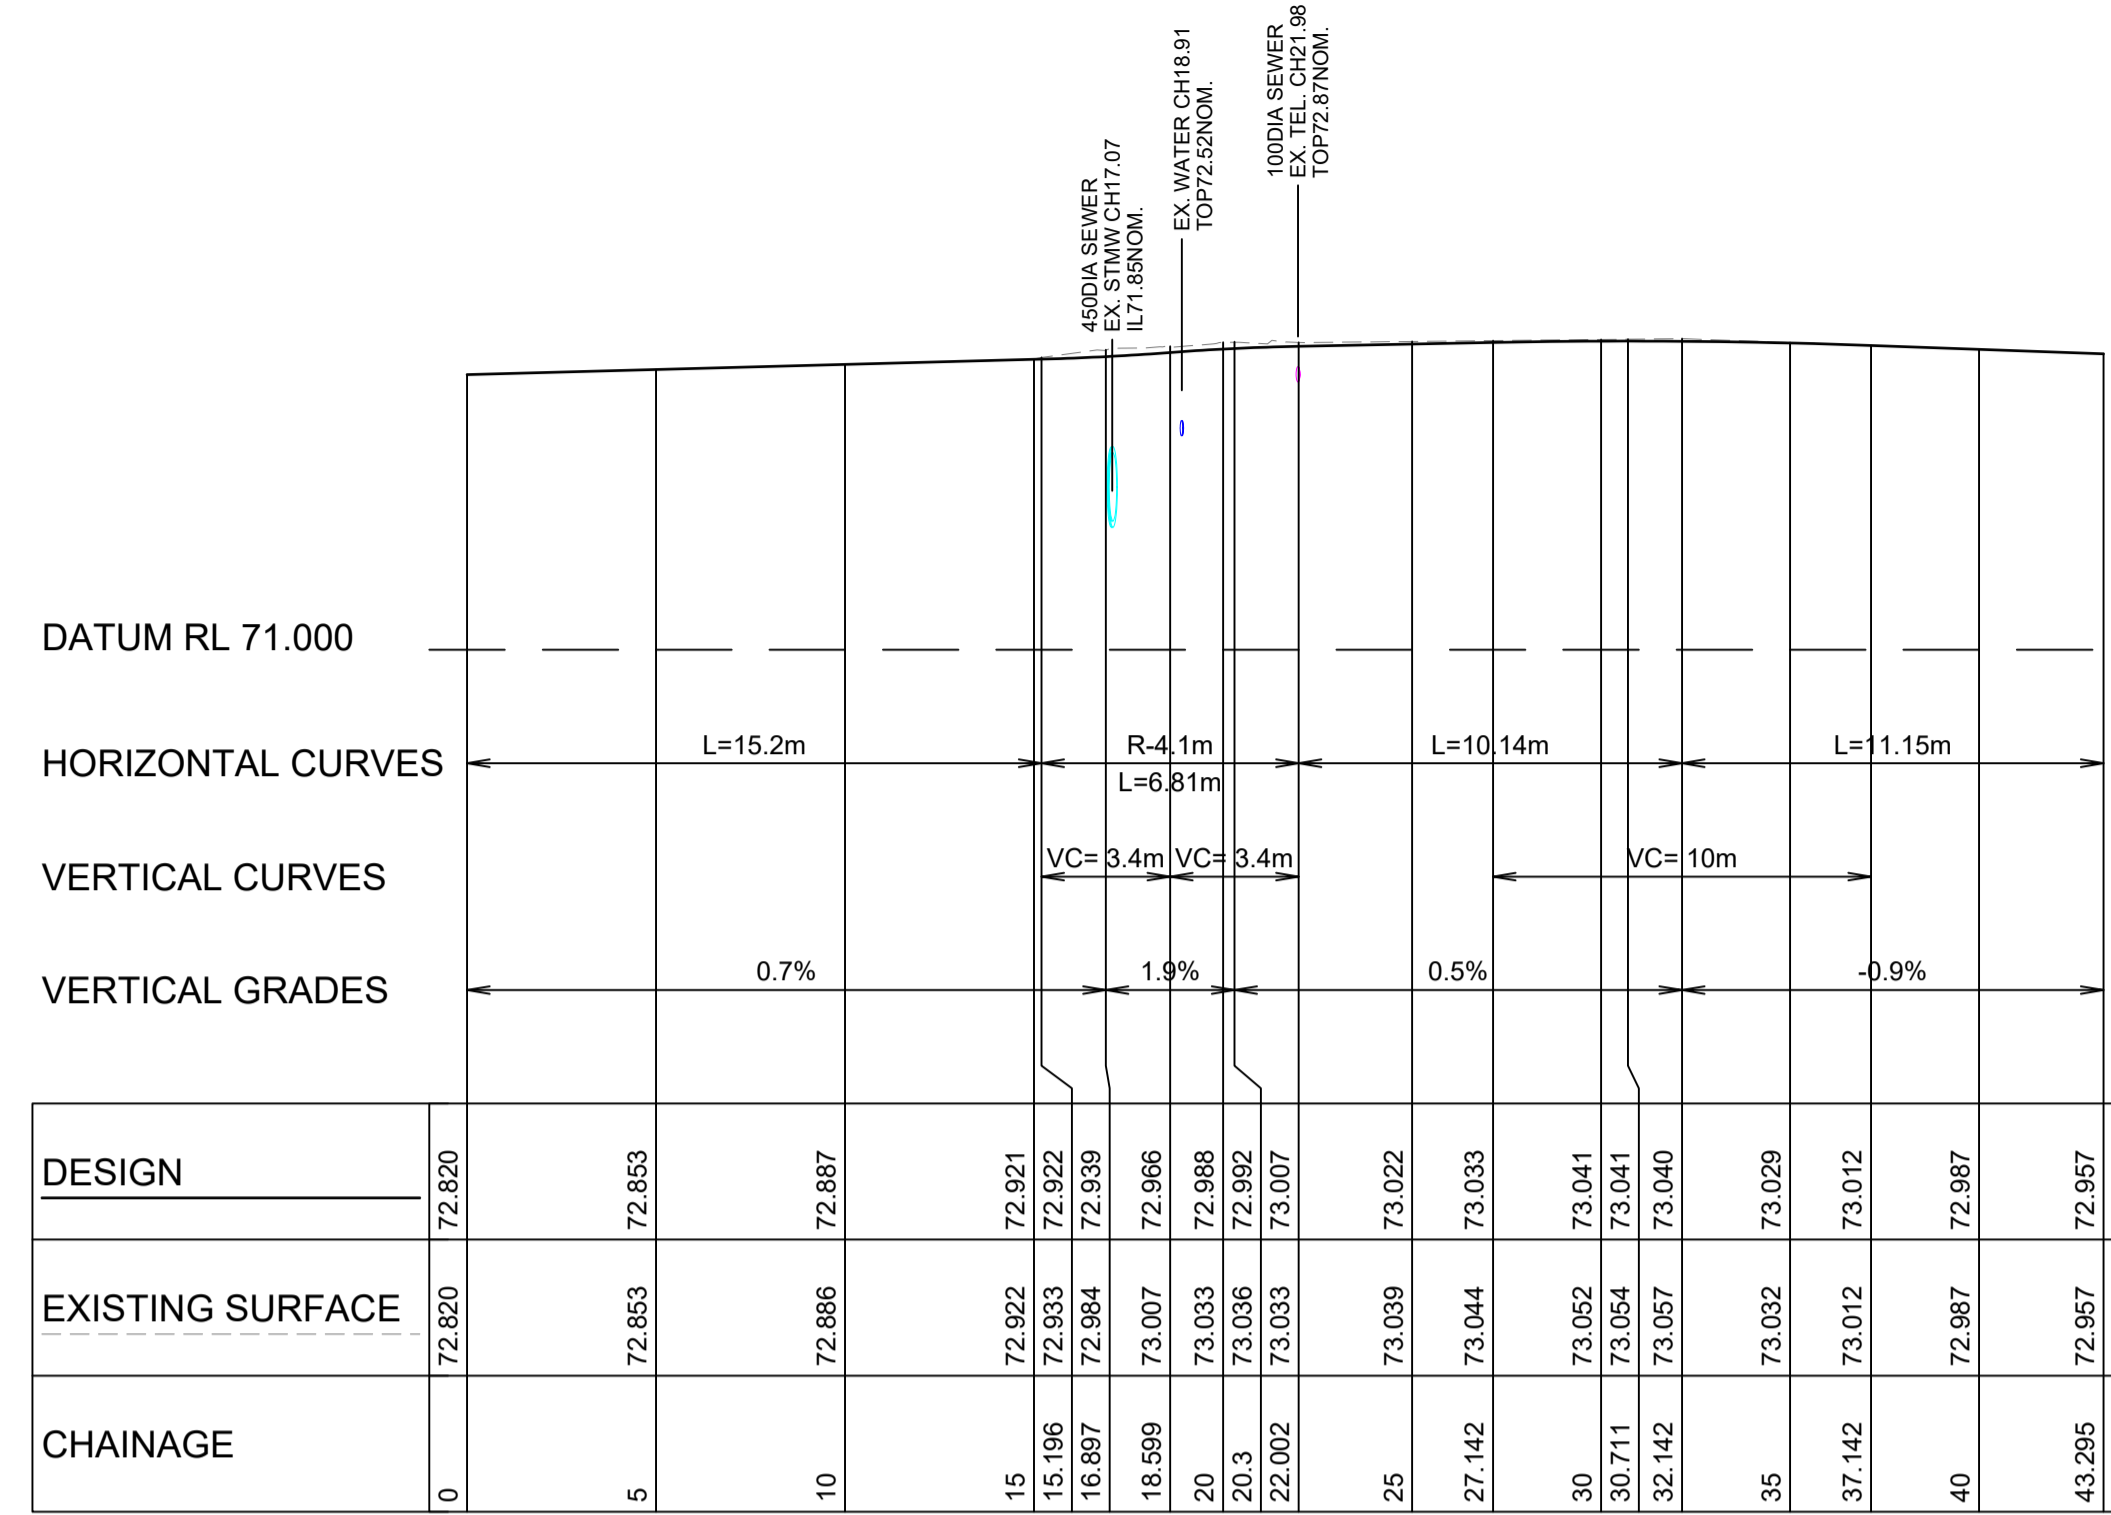 450DIA SEWER
EX. STMW CH17.07
IL71.85NOM.
EX. WATER CH18.91
TOP72.52NOM.
100DIA SEWER
EX. TEL. CH21.98
TOP72.87NOM.
DATUM RL 71.000
HORIZONTAL CURVES
L=15.2m
R-4.1m
L=6.81m
L=10.14m
L=11.15m
VERTICAL CURVES
VC= 3.4m
VC= 3.4m
VC= 10m
VERTICAL GRADES
0.7%
1.9%
0.5%
-0.9%
DESIGN
72.820
72.853
72.887
72.921
72.922
72.939
72.966
72.988
72.992
73.007
73.022
73.033
73.041
73.041
73.040
73.029
73.012
72.987
72.957
EXISTING SURFACE
72.820
72.853
72.886
72.922
72.933
72.984
73.007
73.033
73.036
73.033
73.039
73.044
73.052
73.054
73.057
73.032
73.012
72.987
72.957
CHAINAGE
0
5
10
15
15.196
16.897
18.599
20
20.3
22.002
25
27.142
30
30.711
32.142
35
37.142
40
43.295